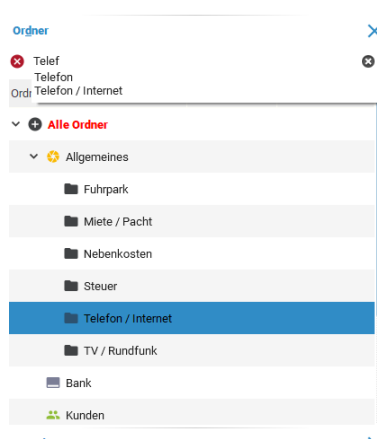 Ordner
Telef
Telefon
Telefon / Internet
Alle Ordner
Allgemeines
Fuhrpark
Miete / Pacht
Nebenkosten
Steuer
Telefon / Internet
TV / Rundfunk
Bank
Kunden